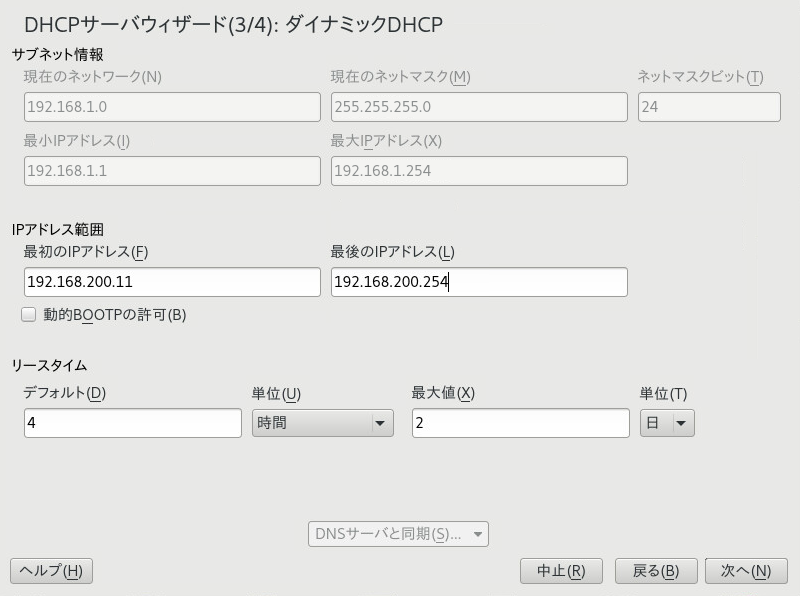 DHCPサーバウィザード(3/4): ダイナミックDHCP
サブネット情報
現在のネットワーク(N) 現在のネットマスク(M) ネットマスクビット(T)
192.168.1.0 255.255.255.0 24
最小IPアドレス(I) 最大IPアドレス(X)
192.168.1.1 192.168.1.254
IPアドレス範囲
最初のIPアドレス(F) 最後のIPアドレス(L)
192.168.200.11 192.168.200.254
動的BOOTPの許可(B)
リースタイム
デフォルト(D) 単位(U) 最大値(X) 単位(T)
4 時間 2 日
DNSサーバと同期(S)...
ヘルプ(H) 中止(R) 戻る(B) 次へ(N)